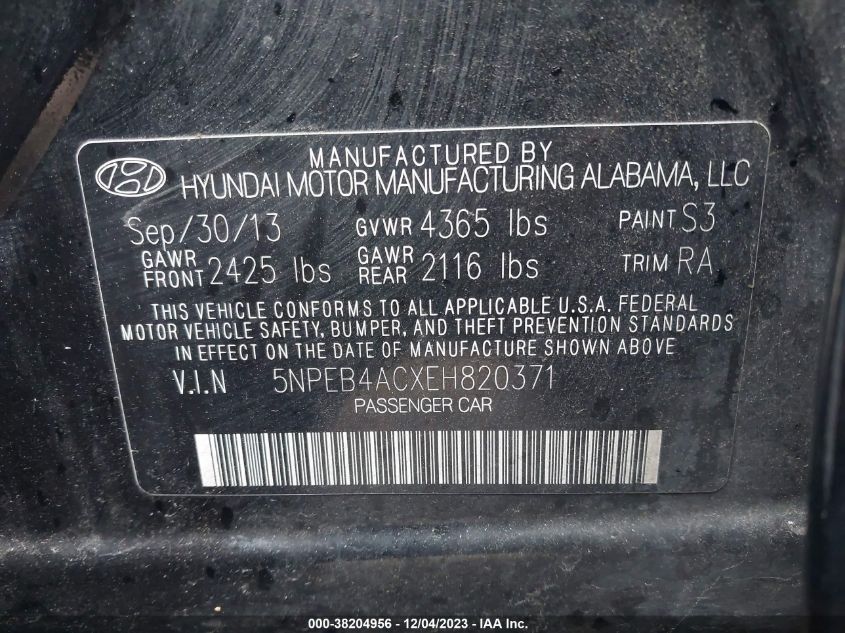 MANUFACTURED BY
HYUNDAI MOTOR MANUFACTURING ALABAMA, LLC
Sep/30/13 GVWR 4365 lbs PAINT S3
GAWR FRONT 2425 lbs GAWR REAR 2116 lbs TRIM RA
THIS VEHICLE CONFORMS TO ALL APPLICABLE U.S.A. FEDERAL
MOTOR VEHICLE SAFETY, BUMPER, AND THEFT PREVENTION STANDARDS
IN EFFECT ON THE DATE OF MANUFACTURE SHOWN ABOVE.
V.I.N 5NPEB4ACXEH820371
PASSENGER CAR
000-38204956 - 12/04/2023 - IAA Inc.